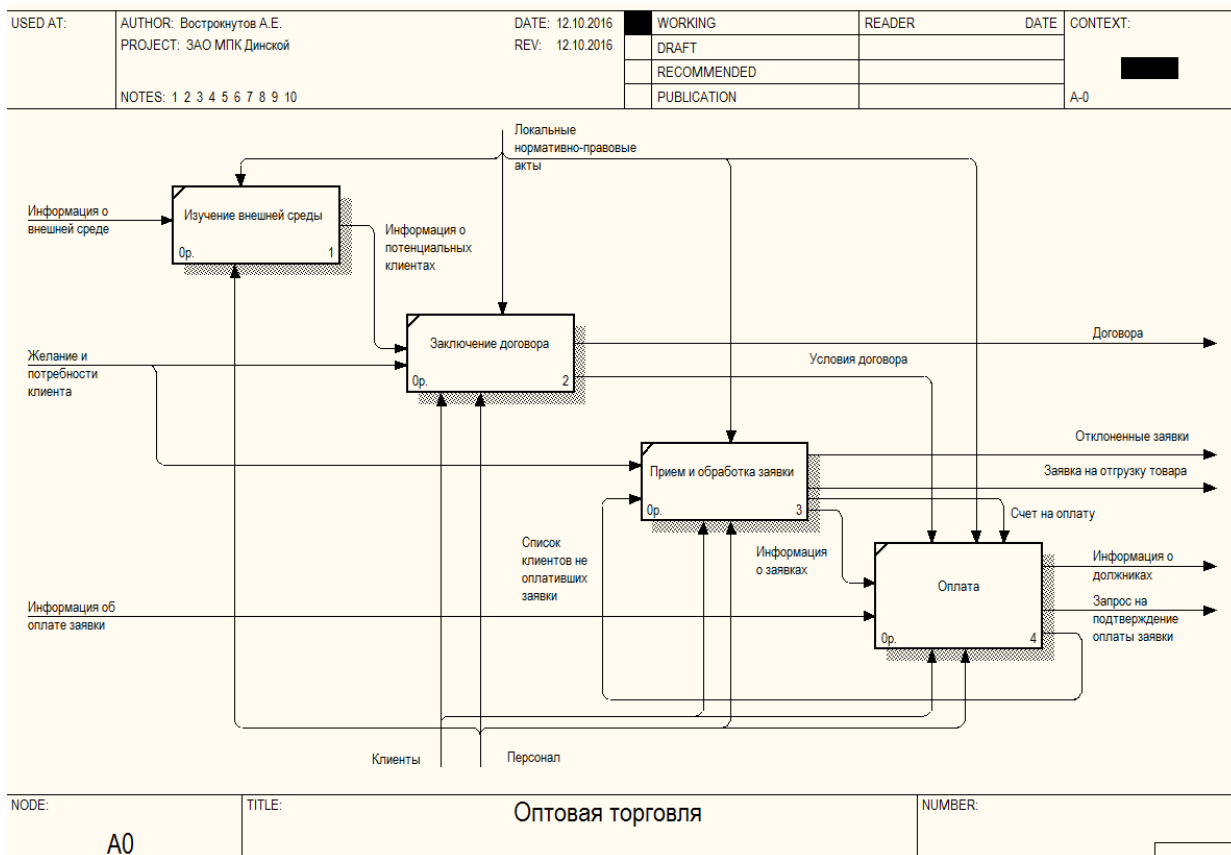 USED AT:
AUTHOR: Вострокнутов А.Е.
DATE: 12.10.2016
WORKING
READER
DATE
CONTEXT:
PROJECT: ЗАО МПК Динской
REV: 12.10.2016
DRAFT
RECOMMENDED
NOTES: 1 2 3 4 5 6 7 8 9 10
PUBLICATION
A-0
Локальные
нормативно-правовые
акты
Информация о
внешней среде
Изучение внешней среды
0р.
1
Информация о
потенциальных
клиентах
Желание и
потребности
клиента
Заключение договора
0р.
2
Договора
Условия договора
Отклоненные заявки
Прием и обработка заявки
0р.
3
Заявка на отгрузку товара
Счет на оплату
Список
клиентов не
оплативших
заявки
Информация
о заявках
Оплата
0р.
4
Информация о
должниках
Информация об
оплате заявки
Запрос на
подтверждение
оплаты заявки
Клиенты
Персонал
NODE:
A0
TITLE:
Оптовая торговля
NUMBER: